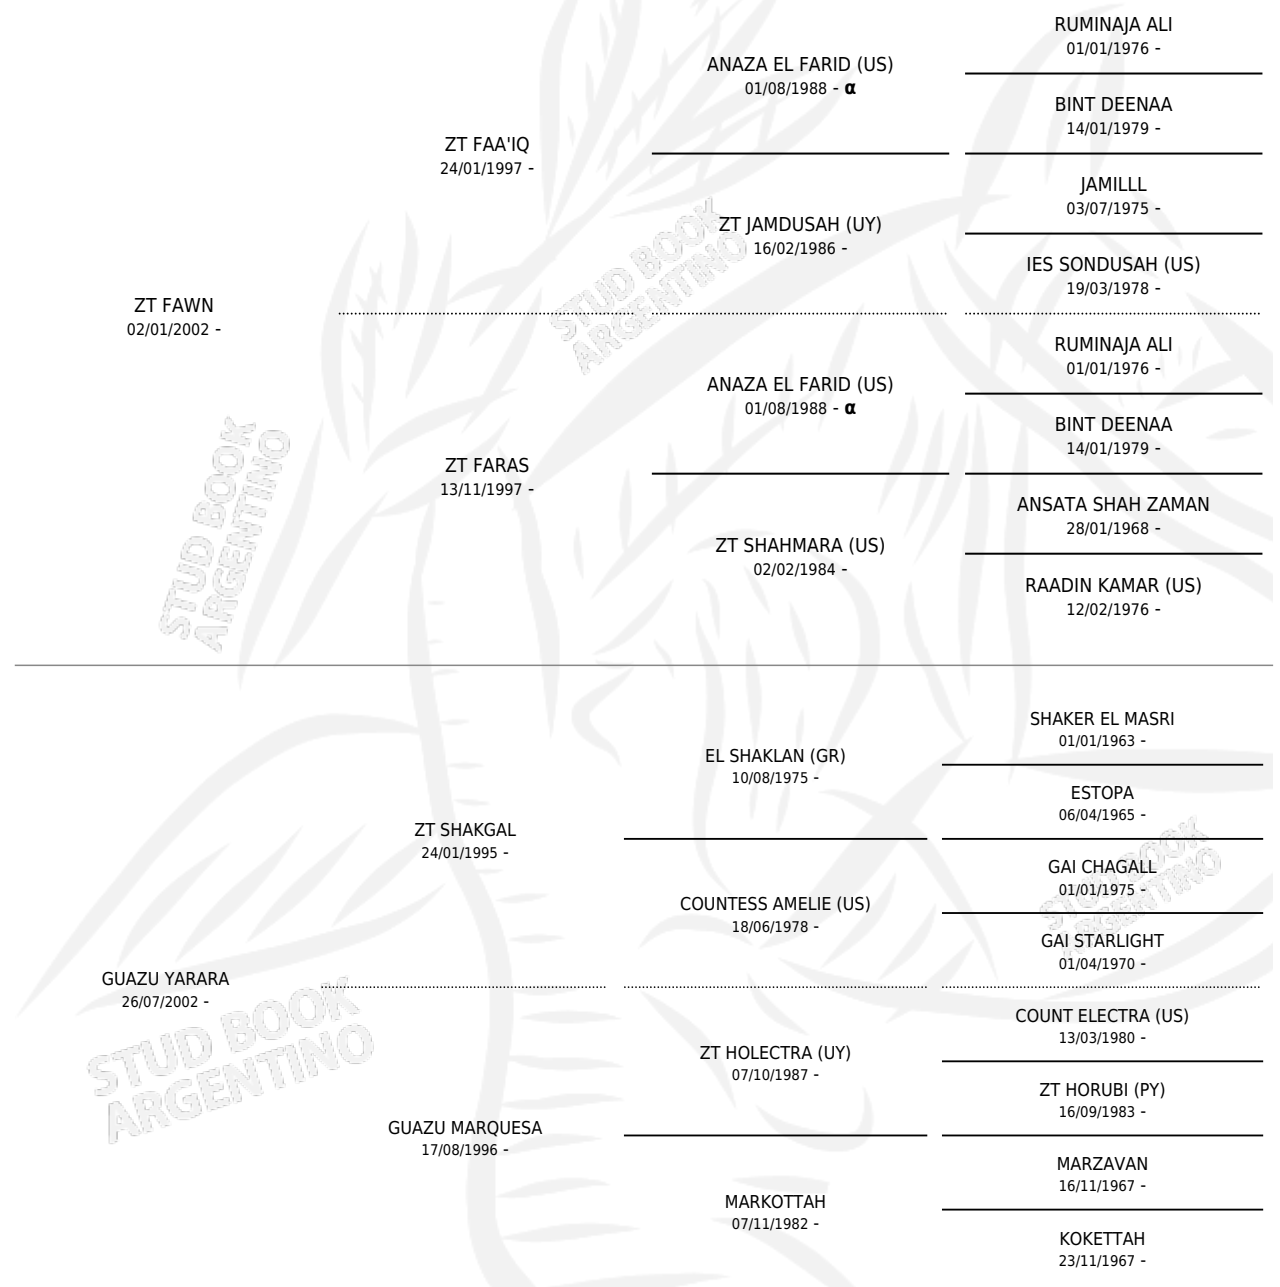 RUMINAJA ALI
01/01/1976 -
ANAZA EL FARID (US)
01/08/1988 - α
BINT DEENAA
14/01/1979 -
ZT FAA'IQ
24/01/1997 -
JAMILLL
03/07/1975 -
ZT JAMDUSAH (UY)
16/02/1986 -
IES SONDUSAH (US)
19/03/1978 -
ZT FAWN
02/01/2002 -
RUMINAJA ALI
01/01/1976 -
ANAZA EL FARID (US)
01/08/1988 - α
BINT DEENAA
14/01/1979 -
ZT FARAS
13/11/1997 -
ANSATA SHAH ZAMAN
28/01/1968 -
ZT SHAHMARA (US)
02/02/1984 -
RAADIN KAMAR (US)
12/02/1976 -
SHAKER EL MASRI
01/01/1963 -
EL SHAKLAN (GR)
10/08/1975 -
ESTOPA
06/04/1965 -
ZT SHAKGAL
24/01/1995 -
GAI CHAGALL
01/01/1975 -
COUNTESS AMELIE (US)
18/06/1978 -
GAI STARLIGHT
01/04/1970 -
GUAZU YARARA
26/07/2002 -
COUNT ELECTRA (US)
13/03/1980 -
ZT HOLECTRA (UY)
07/10/1987 -
ZT HORUBI (PY)
16/09/1983 -
GUAZU MARQUESA
17/08/1996 -
MARZAVAN
16/11/1967 -
MARKOTTAH
07/11/1982 -
KOKETTAH
23/11/1967 -
STUD BOOK
ARGENTINO
STUD BOOK
ARGENTINO
STUD BOOK
ARGENTINO
STUD BOOK
ARGENTINO